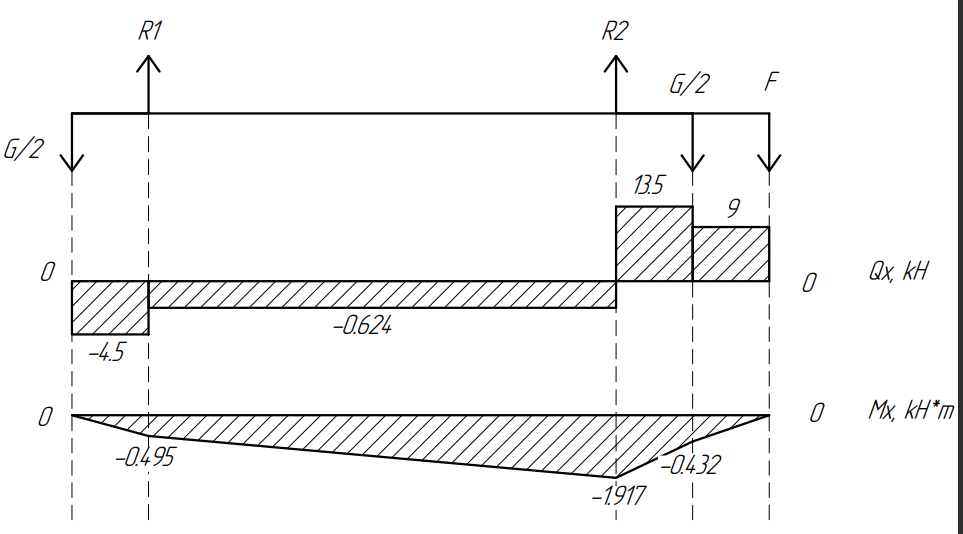 R1
R2
G/2
F
G/2
13.5
9
0
0
Qx, kH
-0.624
-4.5
0
0
Mx, kH*m
-0.495
-0.432
-1.917